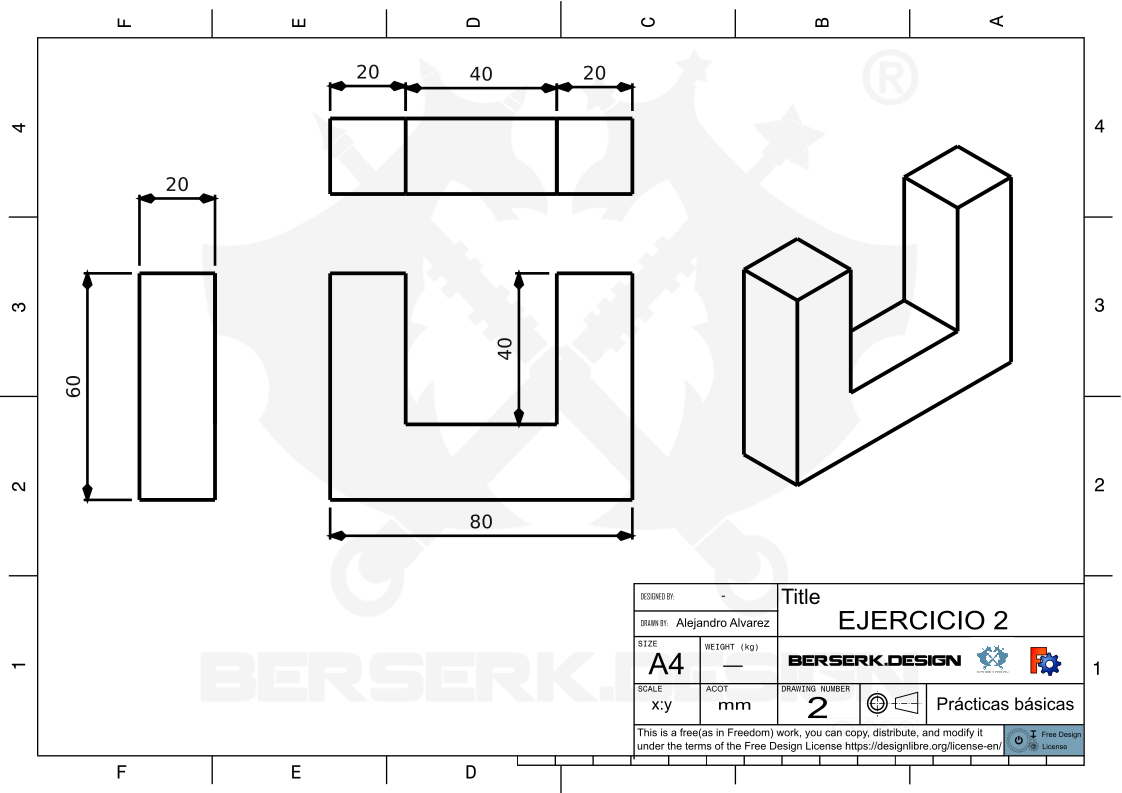 F E D C B A
20 40 20
®
4 4
20
3 3
60
40
2 2
80
DESIGNED BY: -
Title
EJERCICIO 2
DRAWN BY: Alejandro Alvarez
SIZE
A4
WEIGHT (kg)
—
BERSERK.DESIGN
1 1
BERSERK.DESIGN
SCALE
x:y
ACOT
mm
DRAWING NUMBER
2
Prácticas básicas
This is a free(as in Freedom) work, you can copy, distribute, and modify it
under the terms of the Free Design License https://designlibre.org/license-en/
Free Design
License
F E D